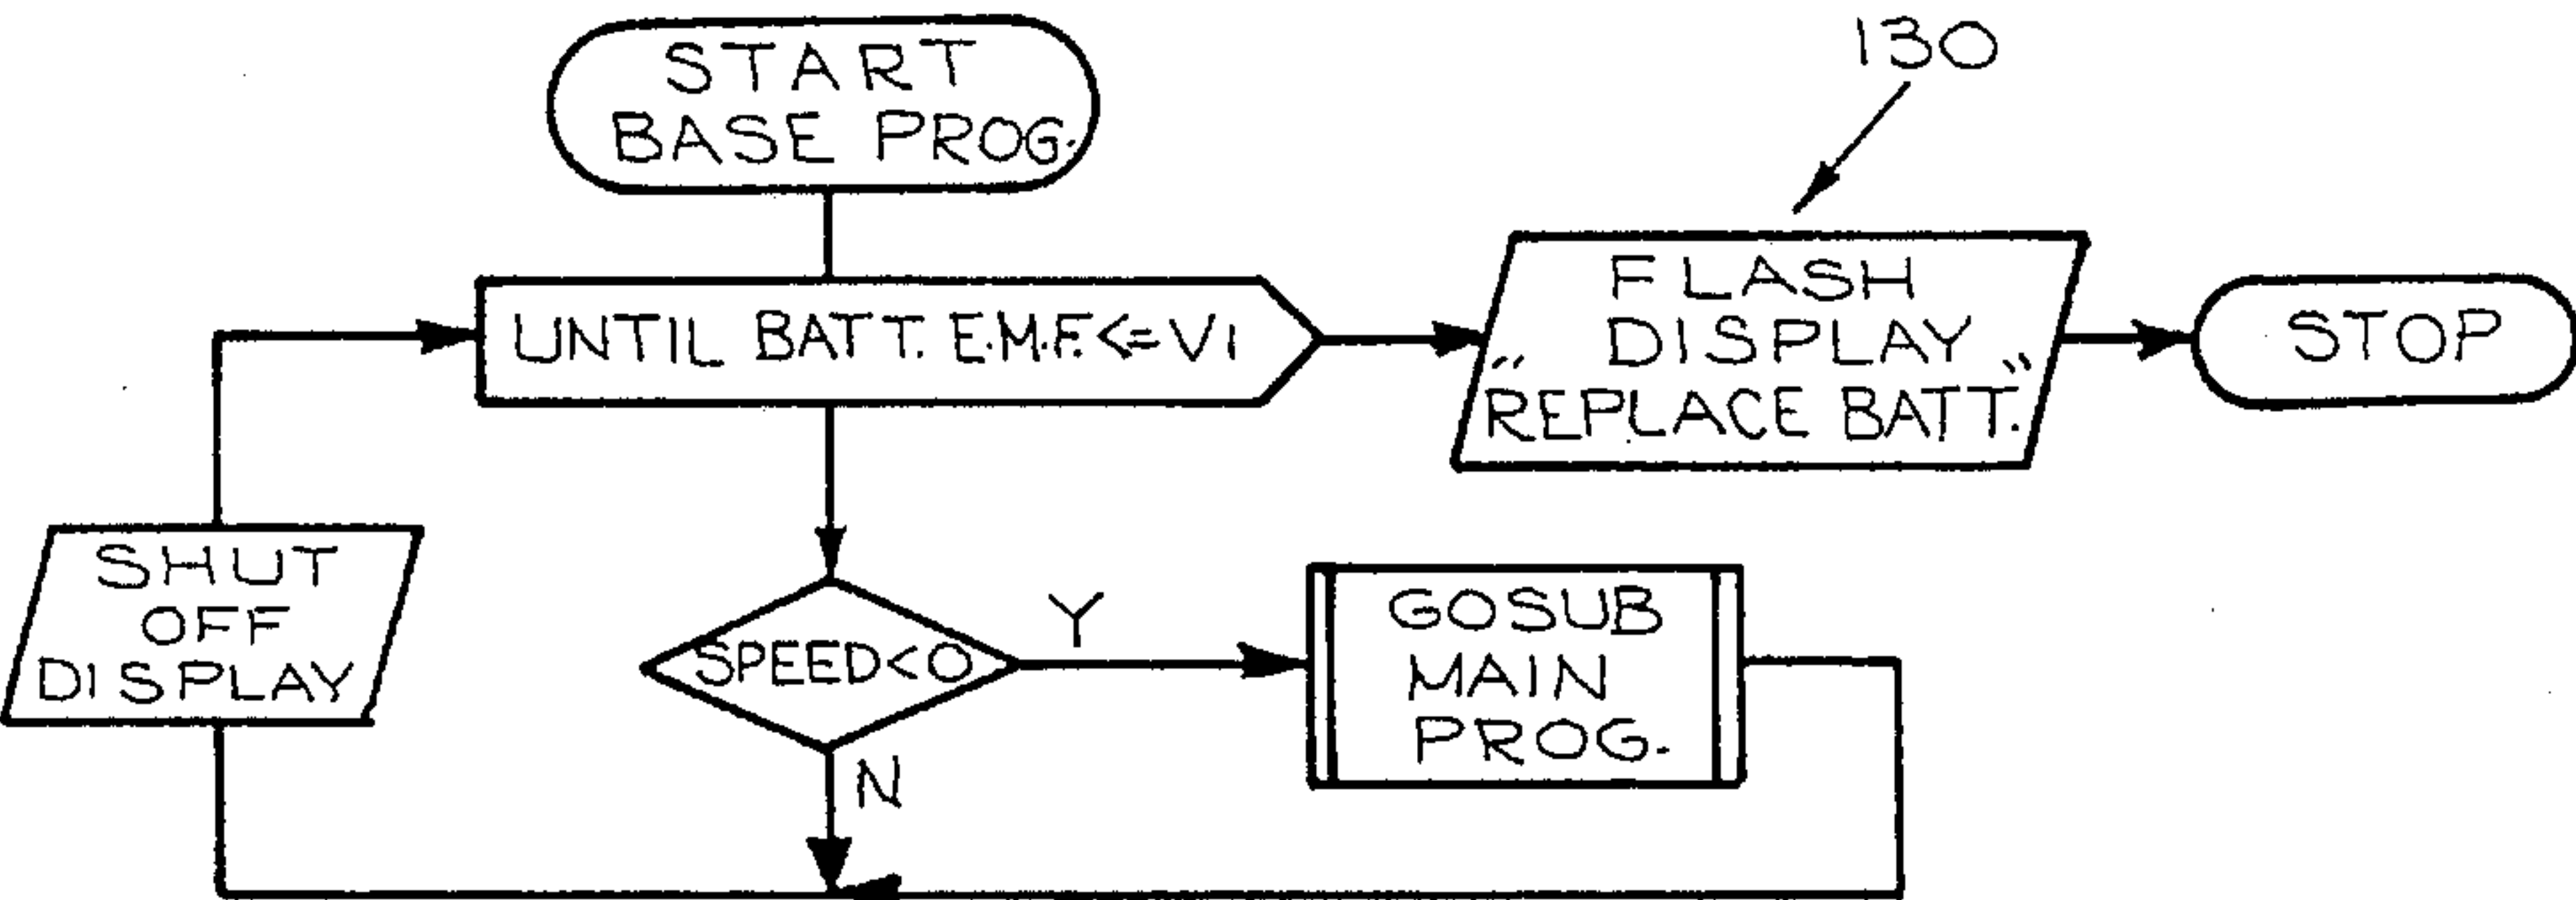 START
BASE PROG.
130
UNTIL BATT. E.M.F. <= V1
FLASH
DISPLAY
"REPLACE BATT."
STOP
SHUT
OFF
DISPLAY
SPEED<0
Y
GOSUB
MAIN
PROG.
N